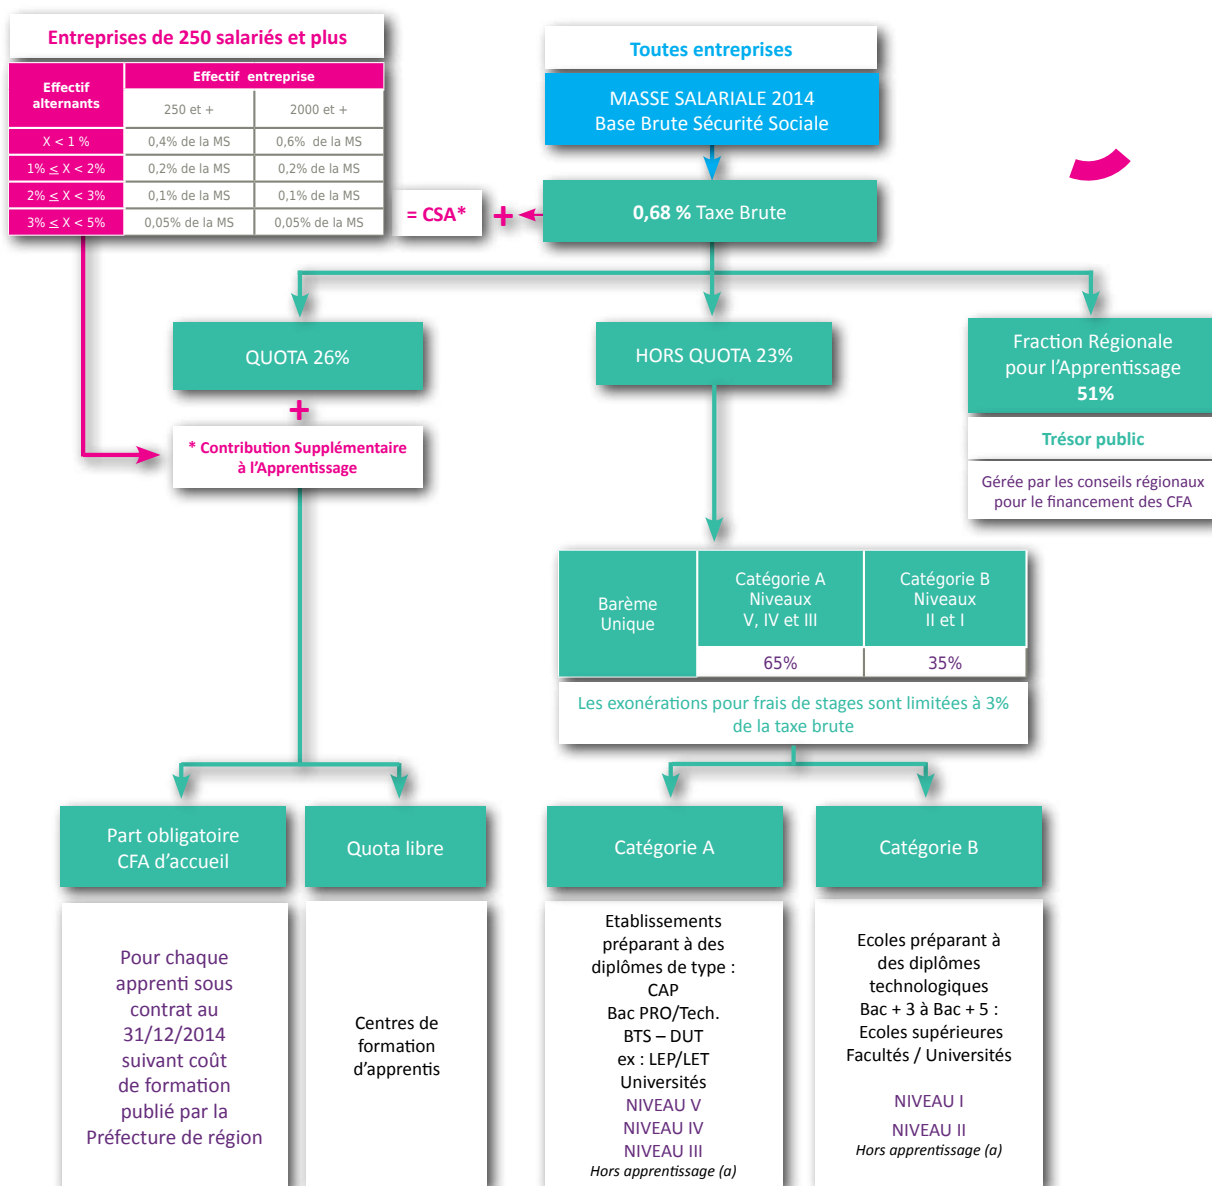 Entreprises de 250 salariés et plus
Effectif alternants
Effectif entreprise
250 et +
2000 et +
X < 1 %
0,4% de la MS
0,6% de la MS
1% ≤ X < 2%
0,2% de la MS
0,2% de la MS
2% ≤ X < 3%
0,1% de la MS
0,1% de la MS
3% ≤ X < 5%
0,05% de la MS
0,05% de la MS
Toutes entreprises
MASSE SALARIALE 2014
Base Brute Sécurité Sociale
= CSA*
+
0,68 % Taxe Brute
QUOTA 26%
+
* Contribution Supplémentaire
à l'Apprentissage
HORS QUOTA 23%
Fraction Régionale
pour l'Apprentissage
51%
Trésor public
Gérée par les conseils régionaux
pour le financement des CFA
Barème
Unique
Catégorie A
Niveaux
V, IV et III
Catégorie B
Niveaux
II et I
65%
35%
Les exonérations pour frais de stages sont limitées à 3%
de la taxe brute
Part obligatoire
CFA d'accueil
Pour chaque
apprenti sous
contrat au
31/12/2014
suivant coût
de formation
publié par la
Préfecture de région
Quota libre
Centres de
formation
d'apprentis
Catégorie A
Etablissements
préparant à des
diplômes de type :
CAP
Bac PRO/Tech.
BTS – DUT
ex : LEP/LET
Universités
NIVEAU V
NIVEAU IV
NIVEAU III
Hors apprentissage (a)
Catégorie B
Ecoles préparant à
des diplômes
technologiques
Bac + 3 à Bac + 5 :
Ecoles supérieures
Facultés / Universités
NIVEAU I
NIVEAU II
Hors apprentissage (a)